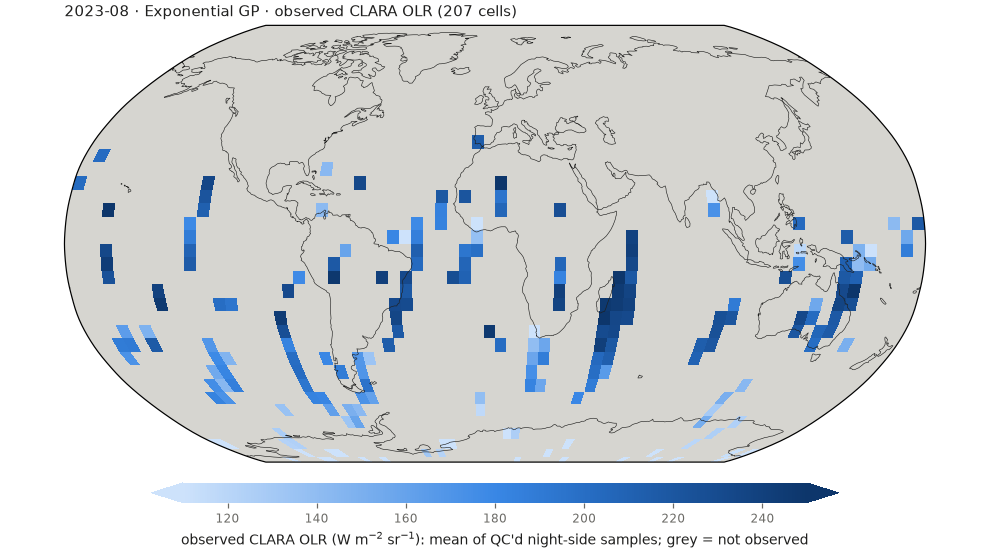 2023-08 · Exponential GP · observed CLARA OLR (207 cells)
120 140 160 180 200 220 240
observed CLARA OLR (W m⁻² sr⁻¹): mean of QC'd night-side samples; grey = not observed